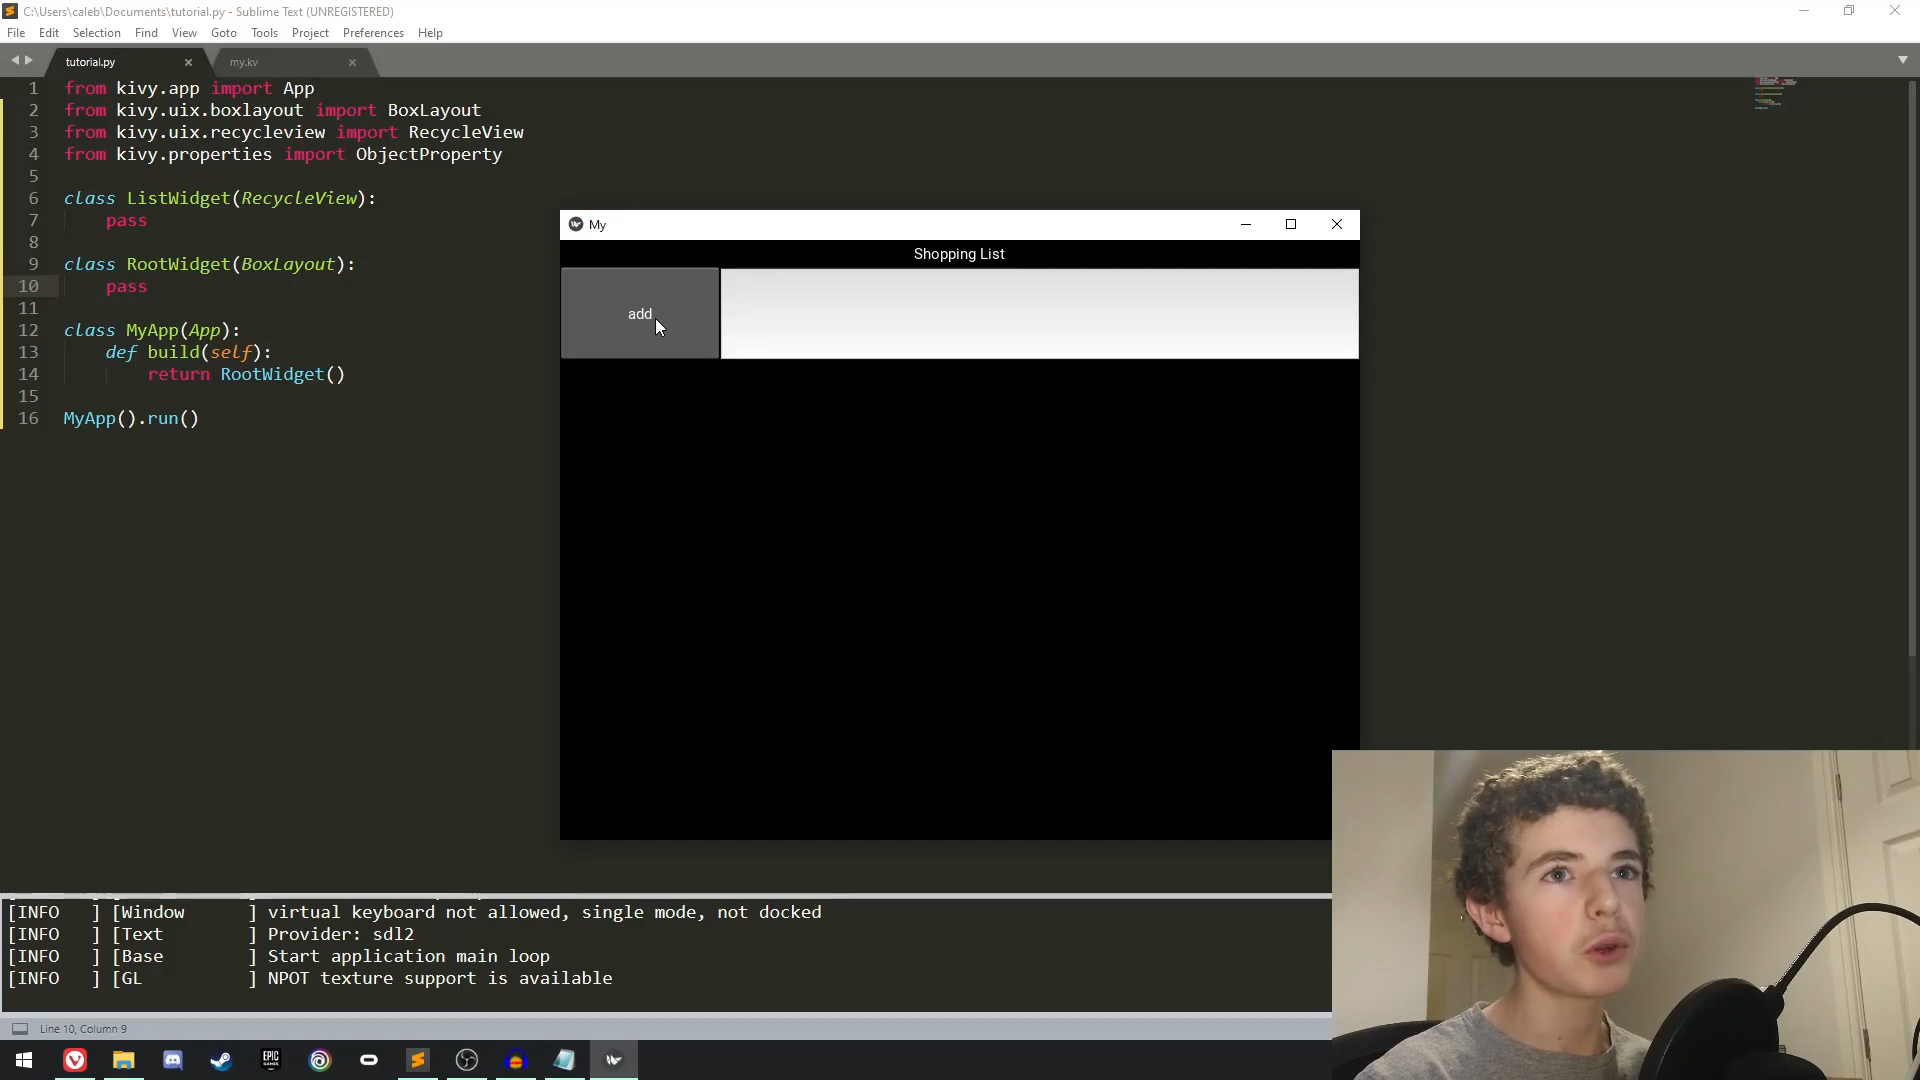 C:\Users\caleb\Documents\tutorial.py - Sublime Text (UNREGISTERED)
File Edit Selection Find View Goto Tools Project Preferences Help
tutorial.py my.kv
1 from kivy.app import App
2 from kivy.uix.boxlayout import BoxLayout
3 from kivy.uix.recycleview import RecycleView
4 from kivy.properties import ObjectProperty
5
6 class ListWidget(RecycleView):
7 pass
8
9 class RootWidget(BoxLayout):
10 pass
11
12 class MyApp(App):
13 def build(self):
14 return RootWidget()
15
16 MyApp().run()
My
Shopping List
add
[INFO ] [Window ] virtual keyboard not allowed, single mode, not docked
[INFO ] [Text ] Provider: sdl2
[INFO ] [Base ] Start application main loop
[INFO ] [GL ] NPOT texture support is available
Line 10, Column 9
EPIC GAMES